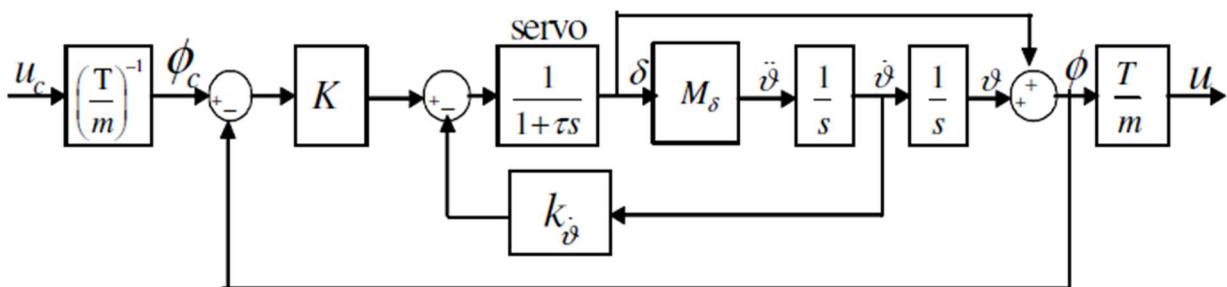 servo
u_c
(T/m)^{-1}
ϕ_c
+ −
K
+ −
1/(1+τs)
δ
M_δ
ϑ̈
1/s
ϑ̇
1/s
ϑ
+ +
ϕ
T/m
u
k_ϑ̇